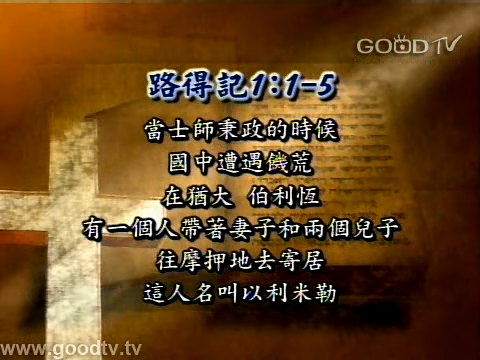 GOODTV
路得記1:1-5
當士師秉政的時候
國中遭遇饑荒
在猶大 伯利恆
有一個人帶著妻子和兩個兒子
往摩押地去寄居
這人名叫以利米勒
www.goodtv.tv